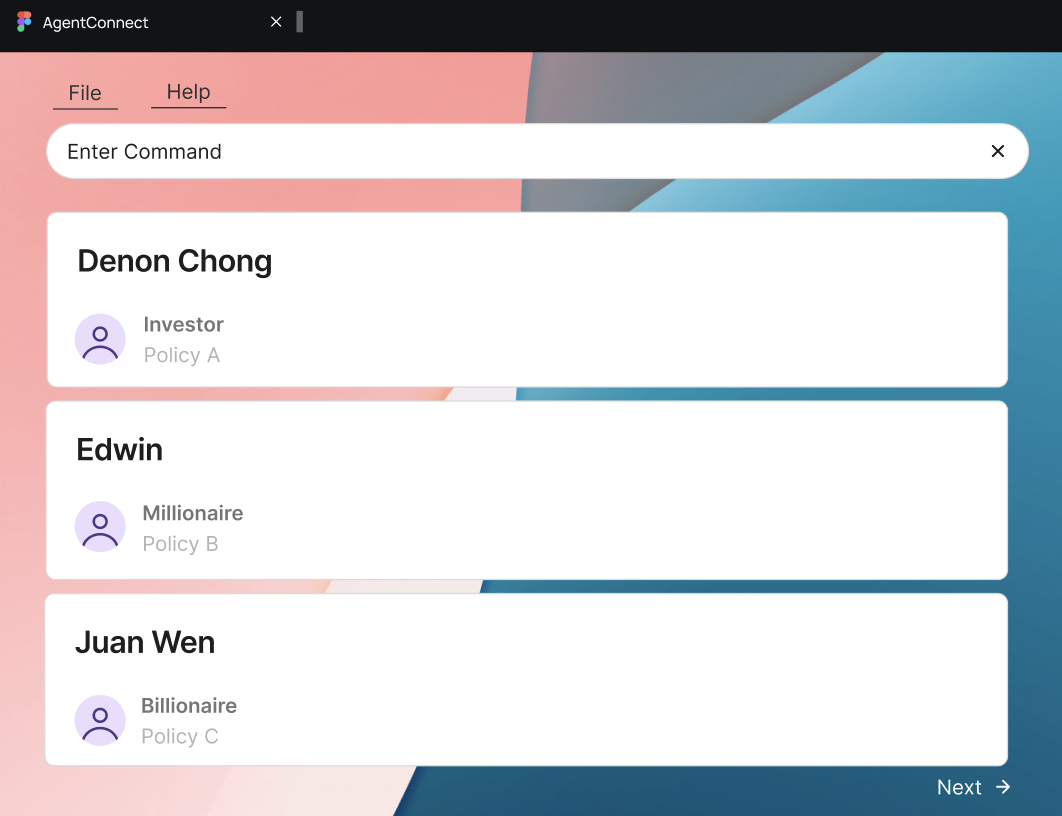 AgentConnect
File
Help
Enter Command
Denon Chong
Investor
Policy A
Edwin
Millionaire
Policy B
Juan Wen
Billionaire
Policy C
Next